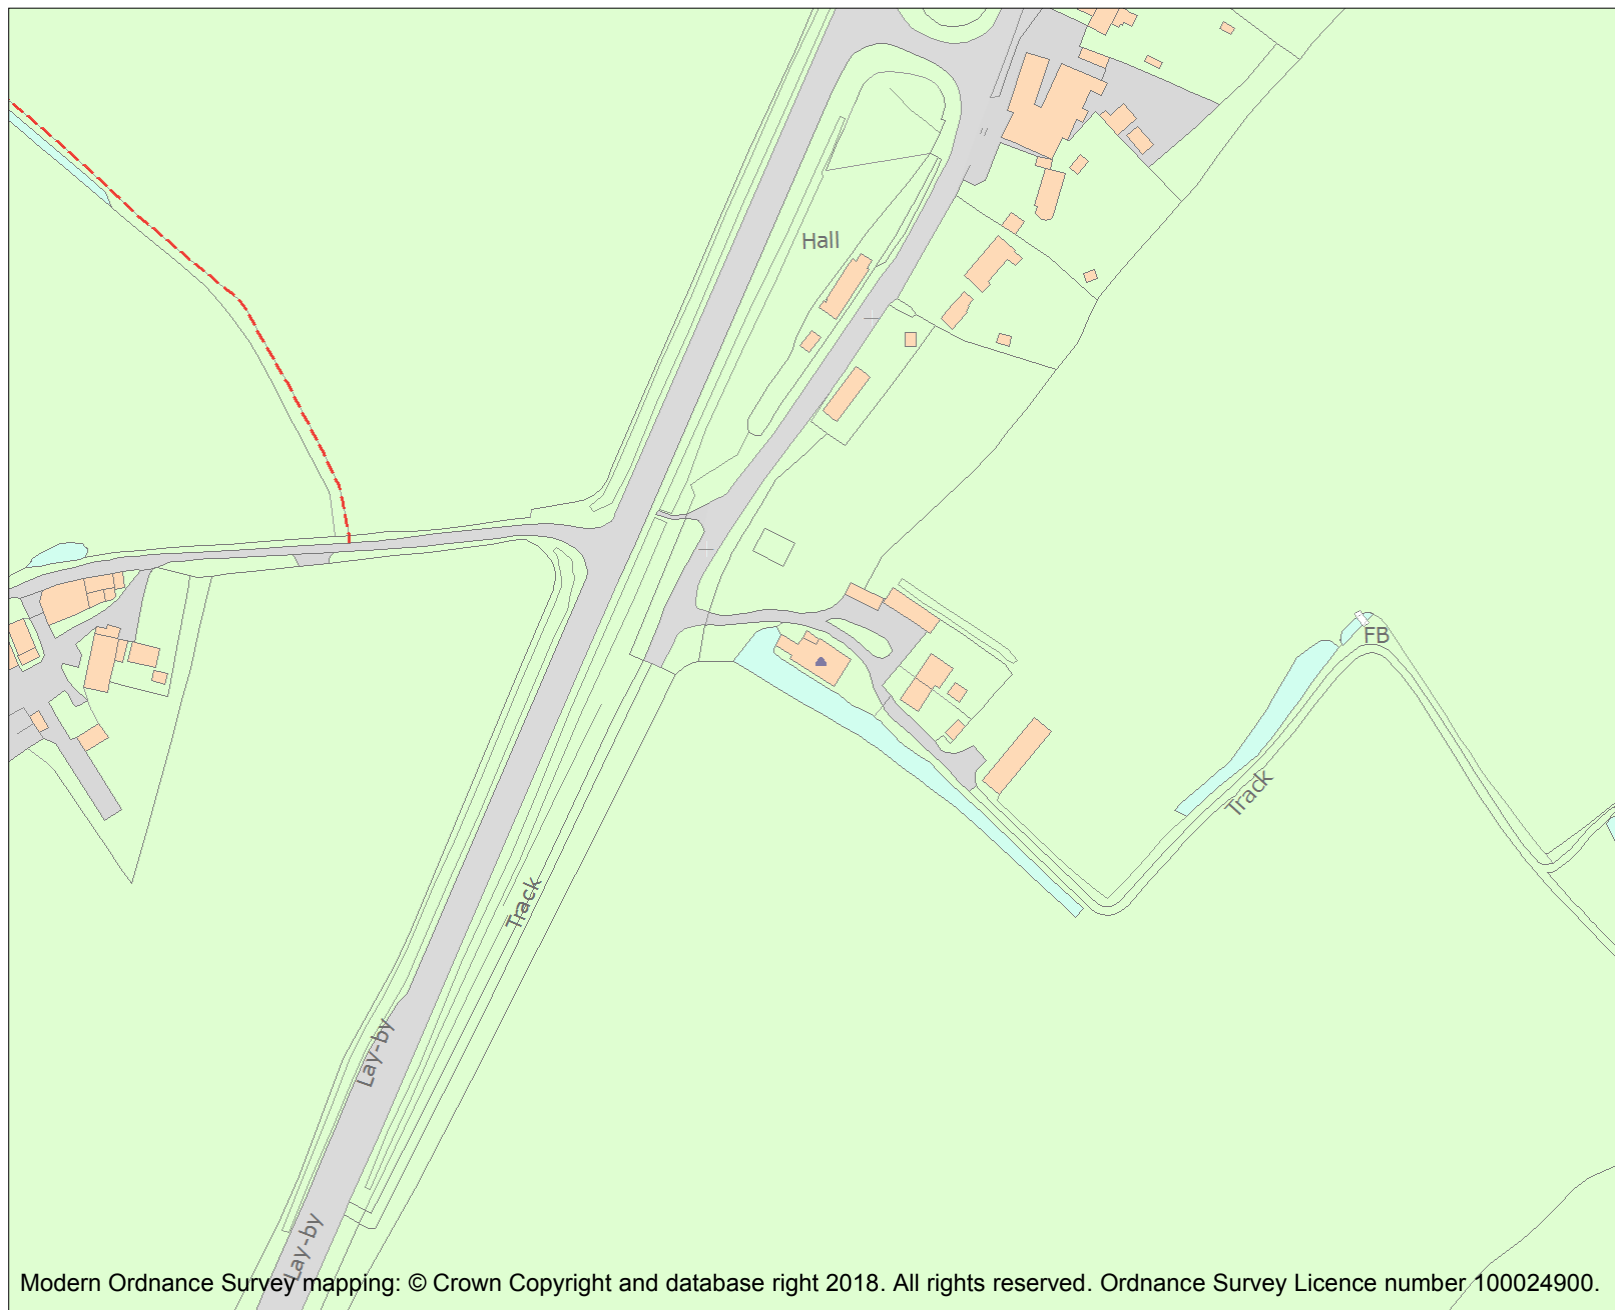 Hall
FB
Track
Track
Lay-by
Lay-by
Modern Ordnance Survey mapping: © Crown Copyright and database right 2018. All rights reserved. Ordnance Survey Licence number 100024900.